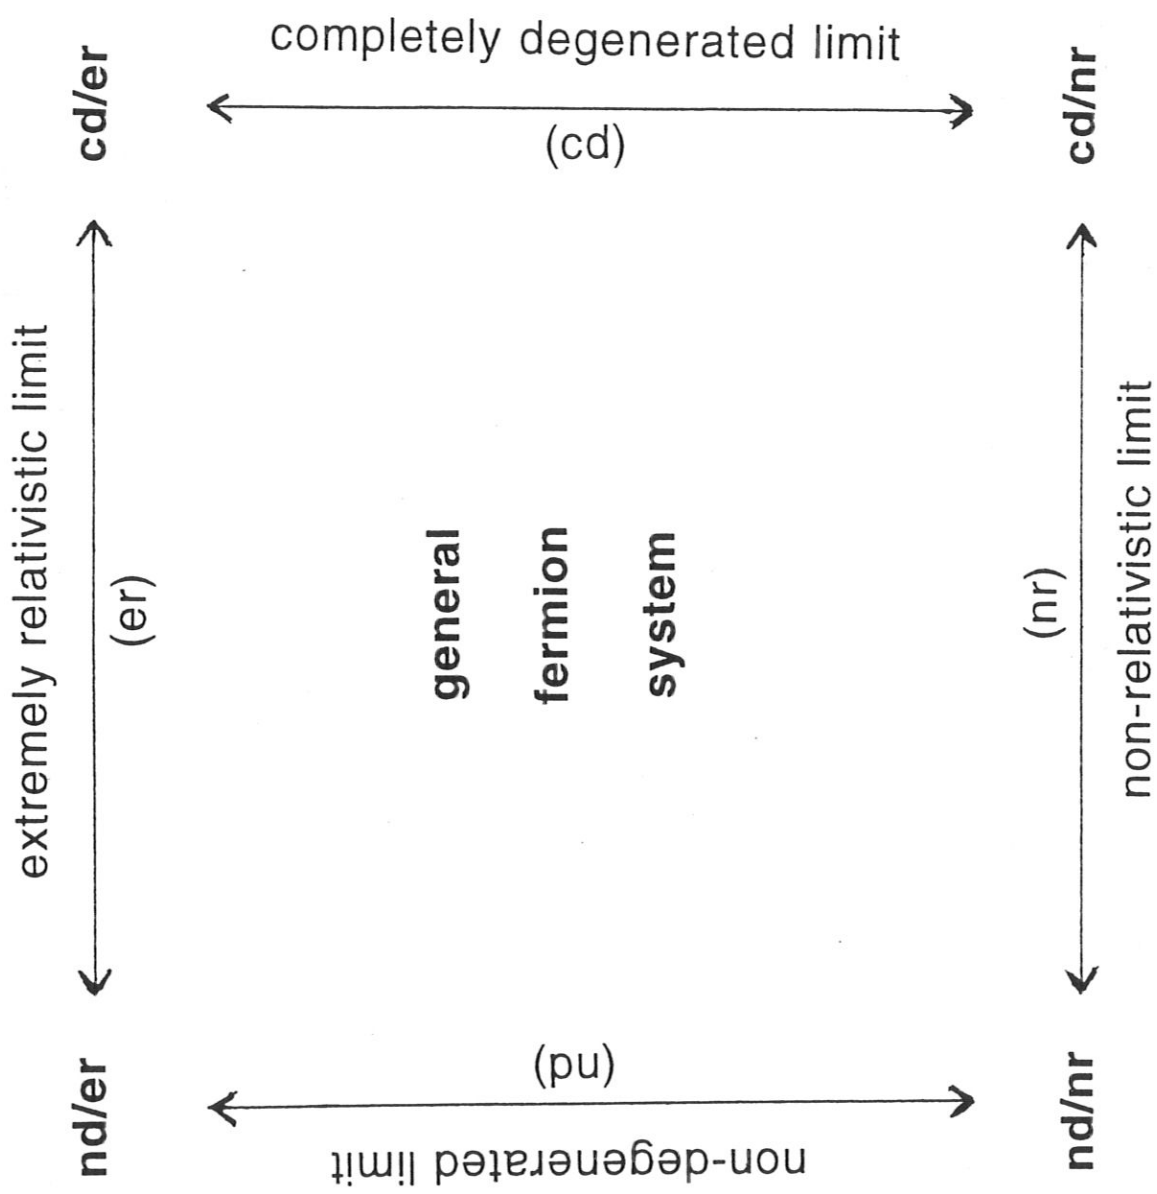 completely degenerated limit
(cd)
cd/er
cd/nr
extremely relativistic limit
(er)
general
fermion
system
(nr)
non-relativistic limit
nd/er
nd/nr
(nd)
non-degenerated limit